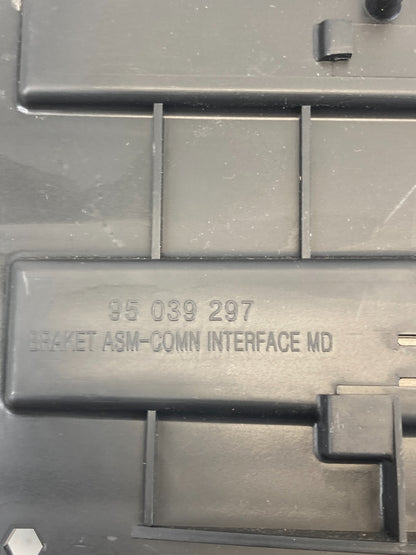 95 039 297
BRAKET ASM-COMN INTERFACE MD